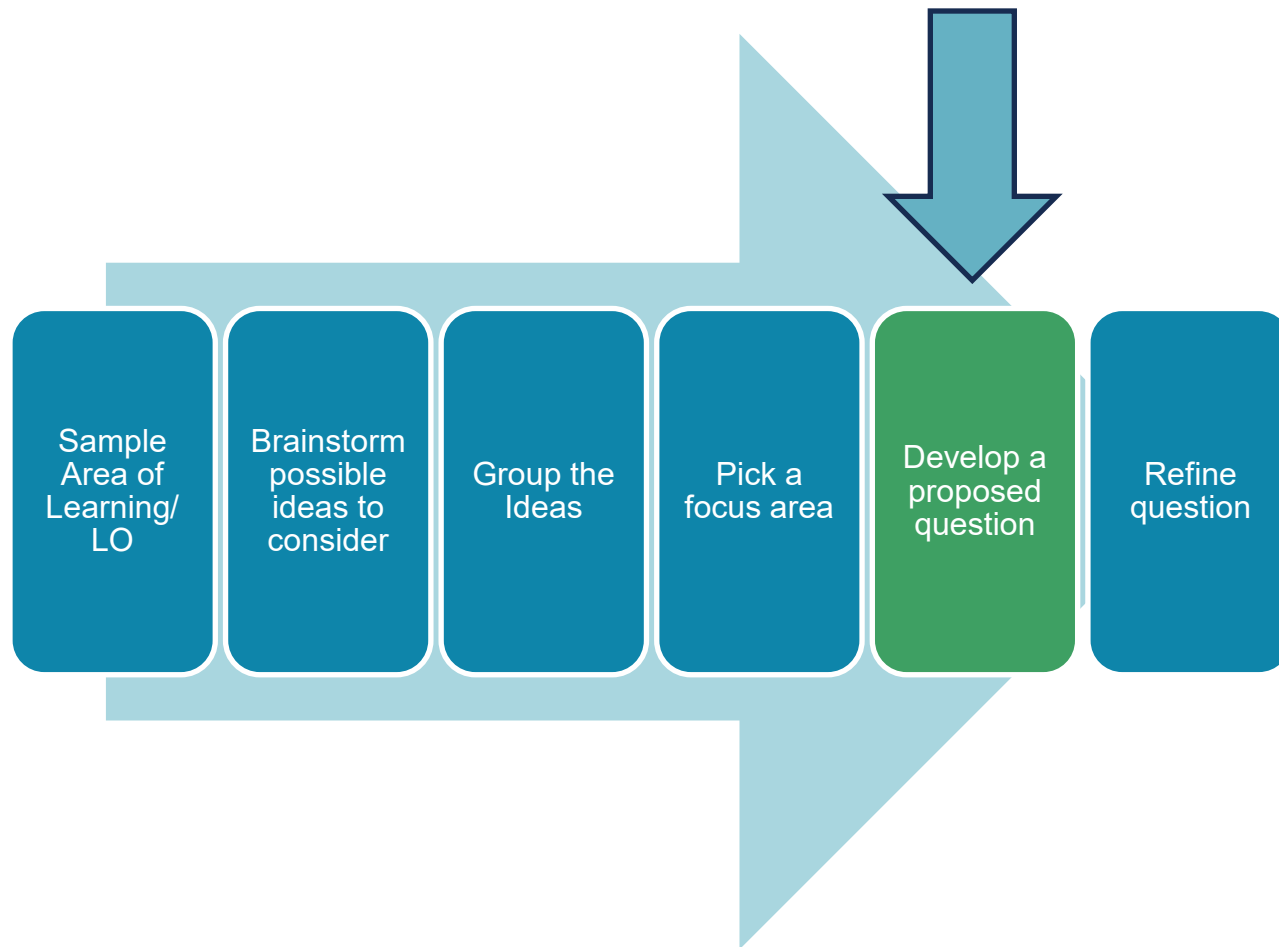 Sample
Area of
Learning/
LO
Brainstorm
possible
ideas to
consider
Group the
Ideas
Pick a
focus area
Develop a
proposed
question
Refine
question